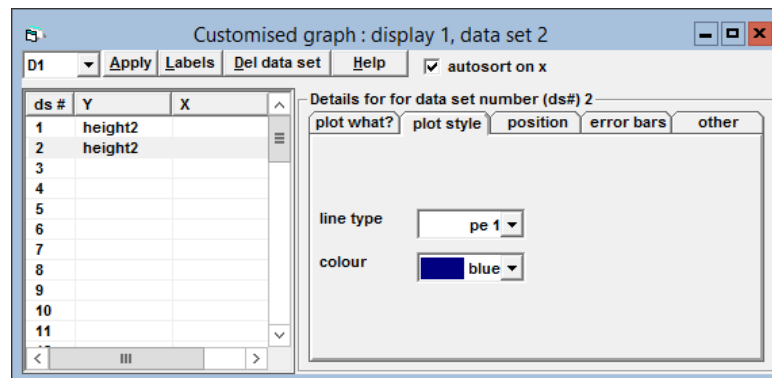 Customised graph : display 1, data set 2
D1 Apply Labels Del data set Help autosort on x
ds # Y X
1 height2
2 height2
3
4
5
6
7
8
9
10
11
Details for for data set number (ds#) 2
plot what? plot style position error bars other
line type pe 1
colour blue